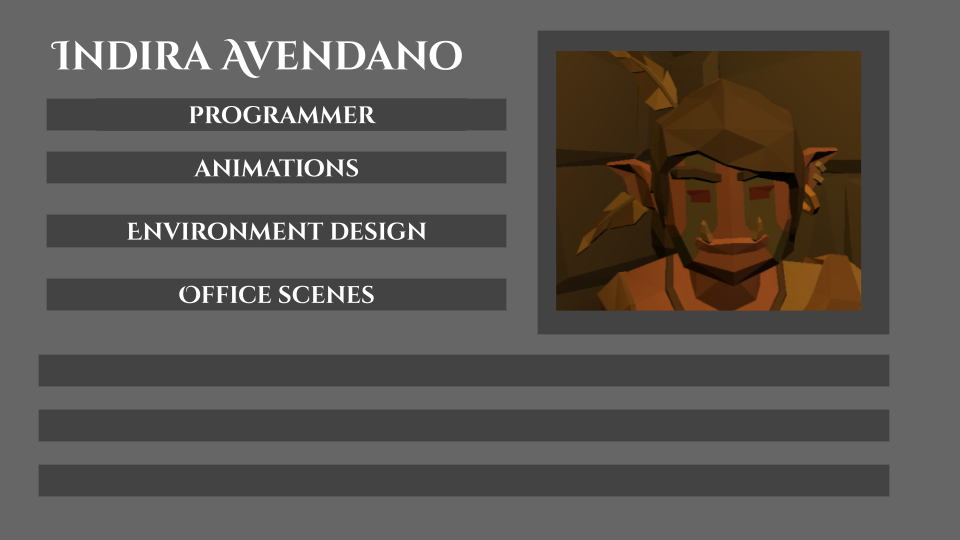 Indira Avendano
Programmer
Animations
Environment design
Office scenes